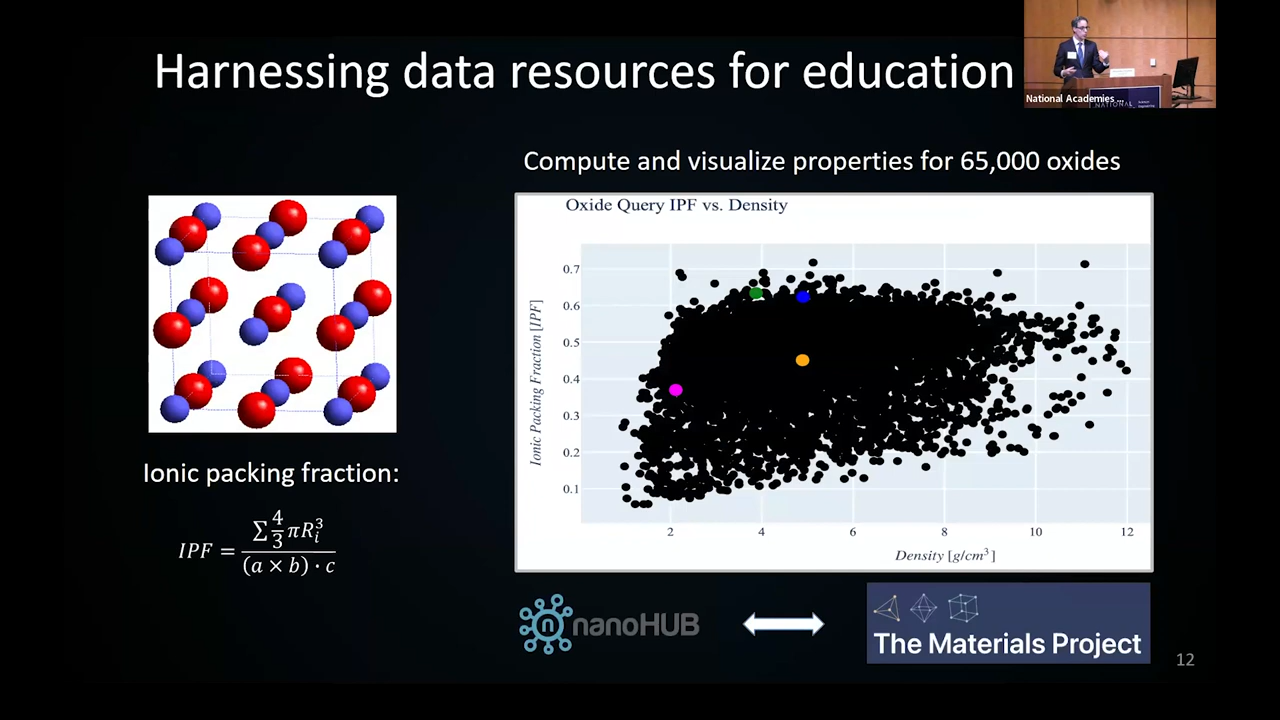 Harnessing data resources for education
National Academies ...
NATIONAL
Compute and visualize properties for 65,000 oxides
Oxide Query IPF vs. Density
Ionic Packing Fraction [IPF]
0.7
0.6
0.5
0.4
0.3
0.2
0.1
2 4 6 8 10 12
Density [g/cm³]
Ionic packing fraction:
IPF = ∑ 4/3 πR_i^3 / (a × b) · c
n nanoHUB
The Materials Project
12